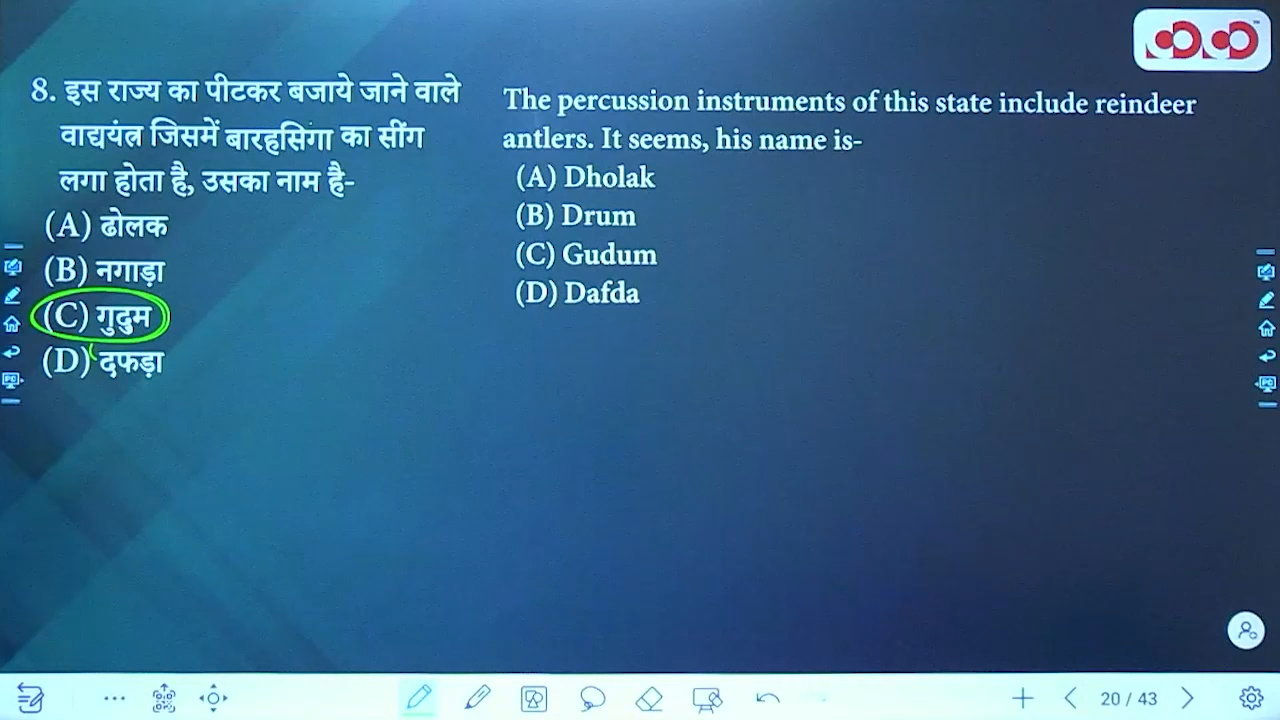 8. इस राज्य का पीटकर बजाये जाने वाले
वाद्ययंत्र जिसमें बारहसिगा का सींग
लगा होता है, उसका नाम है-
(A) ढोलक
(B) नगाड़ा
(C) गुदुम
(D) दफड़ा
The percussion instruments of this state include reindeer
antlers. It seems, his name is-
(A) Dholak
(B) Drum
(C) Gudum
(D) Dafda
20 / 43